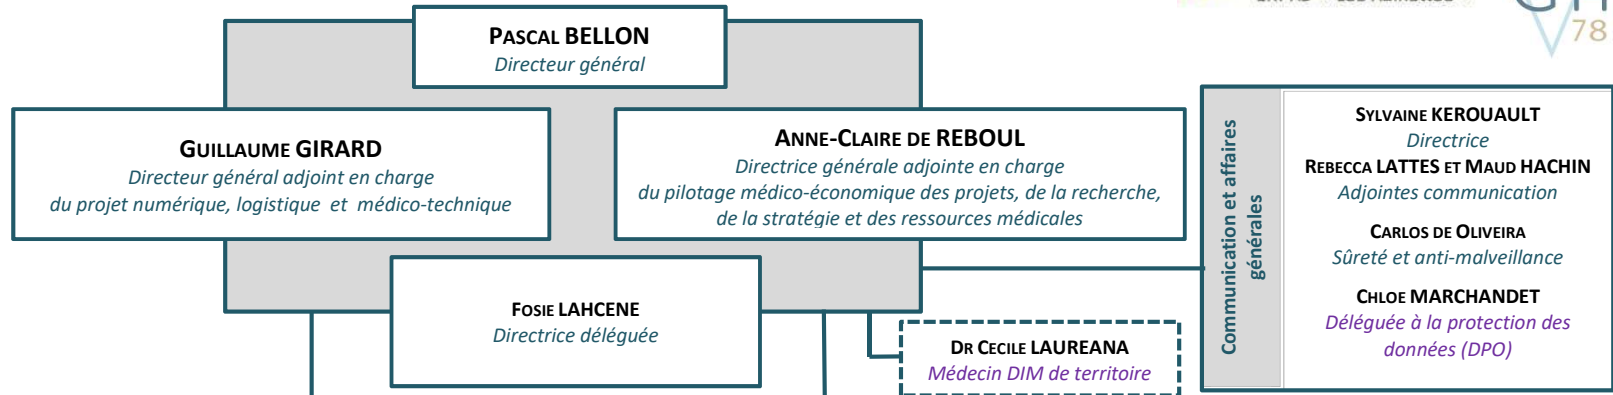 GH
78
PASCAL BELLON
Directeur général
GUILLAUME GIRARD
Directeur général adjoint en charge
du projet numérique, logistique et médico-technique
ANNE-CLAIRE DE REBOUL
Directrice générale adjointe en charge
du pilotage médico-économique des projets, de la recherche,
de la stratégie et des ressources médicales
FOSIE LAHCENE
Directrice déléguée
DR CECILE LAUREANA
Médecin DIM de territoire
Communication et affaires
générales
SYLVAINE KEROUAULT
Directrice
REBECCA LATTES ET MAUD HACHIN
Adjointes communication
CARLOS DE OLIVEIRA
Sûreté et anti-malveillance
CHLOE MARCHANDET
Déléguée à la protection des
données (DPO)